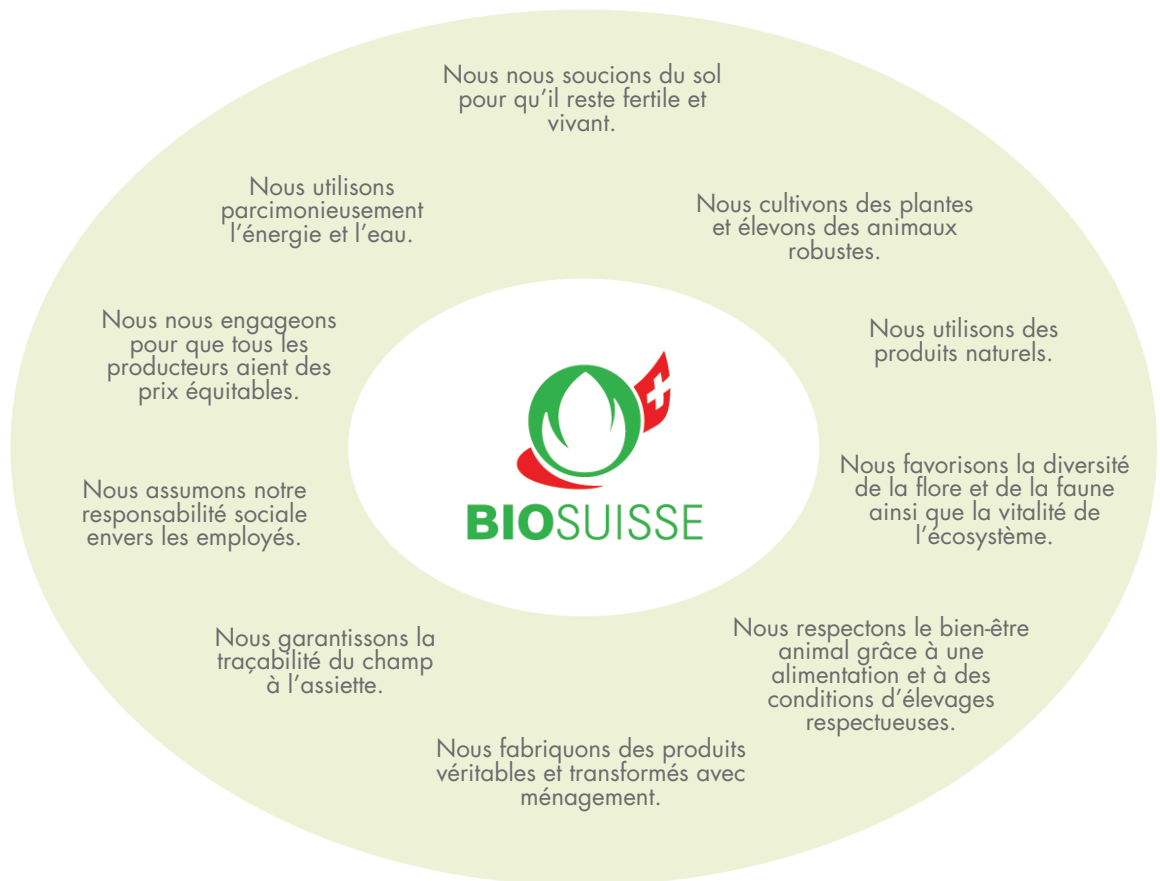 Nous nous soucions du sol
pour qu’il reste fertile et
vivant.
Nous utilisons
parcimonieusement
l’énergie et l’eau.
Nous cultivons des plantes
et élevons des animaux
robustes.
Nous nous engageons
pour que tous les
producteurs aient des
prix équitables.
Nous utilisons des
produits naturels.
Nous assumons notre
responsabilité sociale
envers les employés.
BIOSUISSE
Nous favorisons la diversité
de la flore et de la faune
ainsi que la vitalité de
l’écosystème.
Nous garantissons la
traçabilité du champ
à l’assiette.
Nous respectons le bien-être
animal grâce à une
alimentation et à des
conditions d’élevages
respectueuses.
Nous fabriquons des produits
véritables et transformés avec
ménagement.